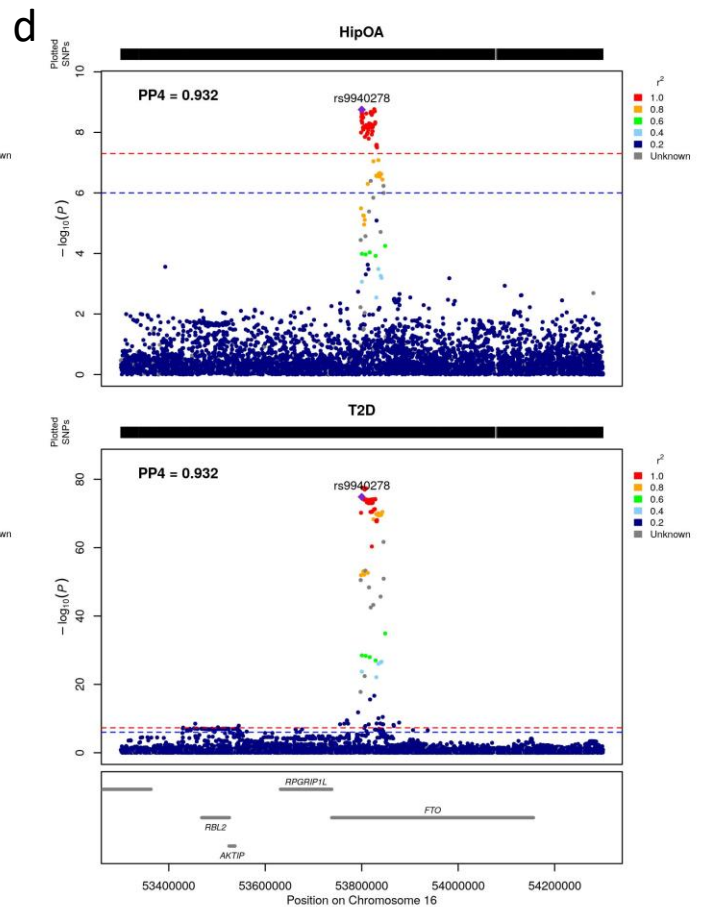 d
HipOA
Plotted
SNPs
PP4 = 0.932
rs9940278
r2
1.0
0.8
0.6
0.4
0.2
Unknown
wn
10
8
6
4
2
0
− log10(P)
T2D
Plotted
SNPs
PP4 = 0.932
rs9940278
r2
1.0
0.8
0.6
0.4
0.2
Unknown
wn
80
60
40
20
0
− log10(P)
RPGRIP1L
FTO
RBL2
AKTIP
53400000 53600000 53800000 54000000 54200000
Position on Chromosome 16